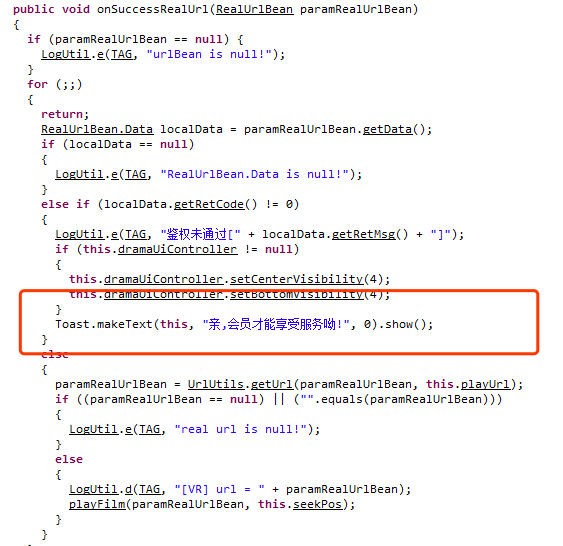 public void onSuccessRealUrl(RealUrlBean paramRealUrlBean)
{
  if (paramRealUrlBean == null) {
    LogUtil.e(TAG, "urlBean is null!");
  }
  for (;;)
  {
    return;
    RealUrlBean.Data localData = paramRealUrlBean.getData();
    if (localData == null)
    {
      LogUtil.e(TAG, "RealUrlBean.Data is null!");
    }
    else if (localData.getRetCode() != 0)
    {
      LogUtil.e(TAG, "鉴权未通过[" + localData.getRetMsg() + "]");
      if (this.dramaUiController != null)
      {
        this.dramaUiController.setCenterVisibility(4);
        this.dramaUiController.setBottomVisibility(4);
      }
      Toast.makeText(this, "亲,会员才能享受服务呦!", 0).show();
    }
    else
    {
      paramRealUrlBean = UrlUtils.getUrl(paramRealUrlBean, this.playUrl);
      if ((paramRealUrlBean == null) || ("".equals(paramRealUrlBean)))
      {
        LogUtil.e(TAG, "real url is null!");
      }
      else
      {
        LogUtil.d(TAG, "[VR] url = " + paramRealUrlBean);
        playFilm(paramRealUrlBean, this.seekPos);
      }
    }
  }